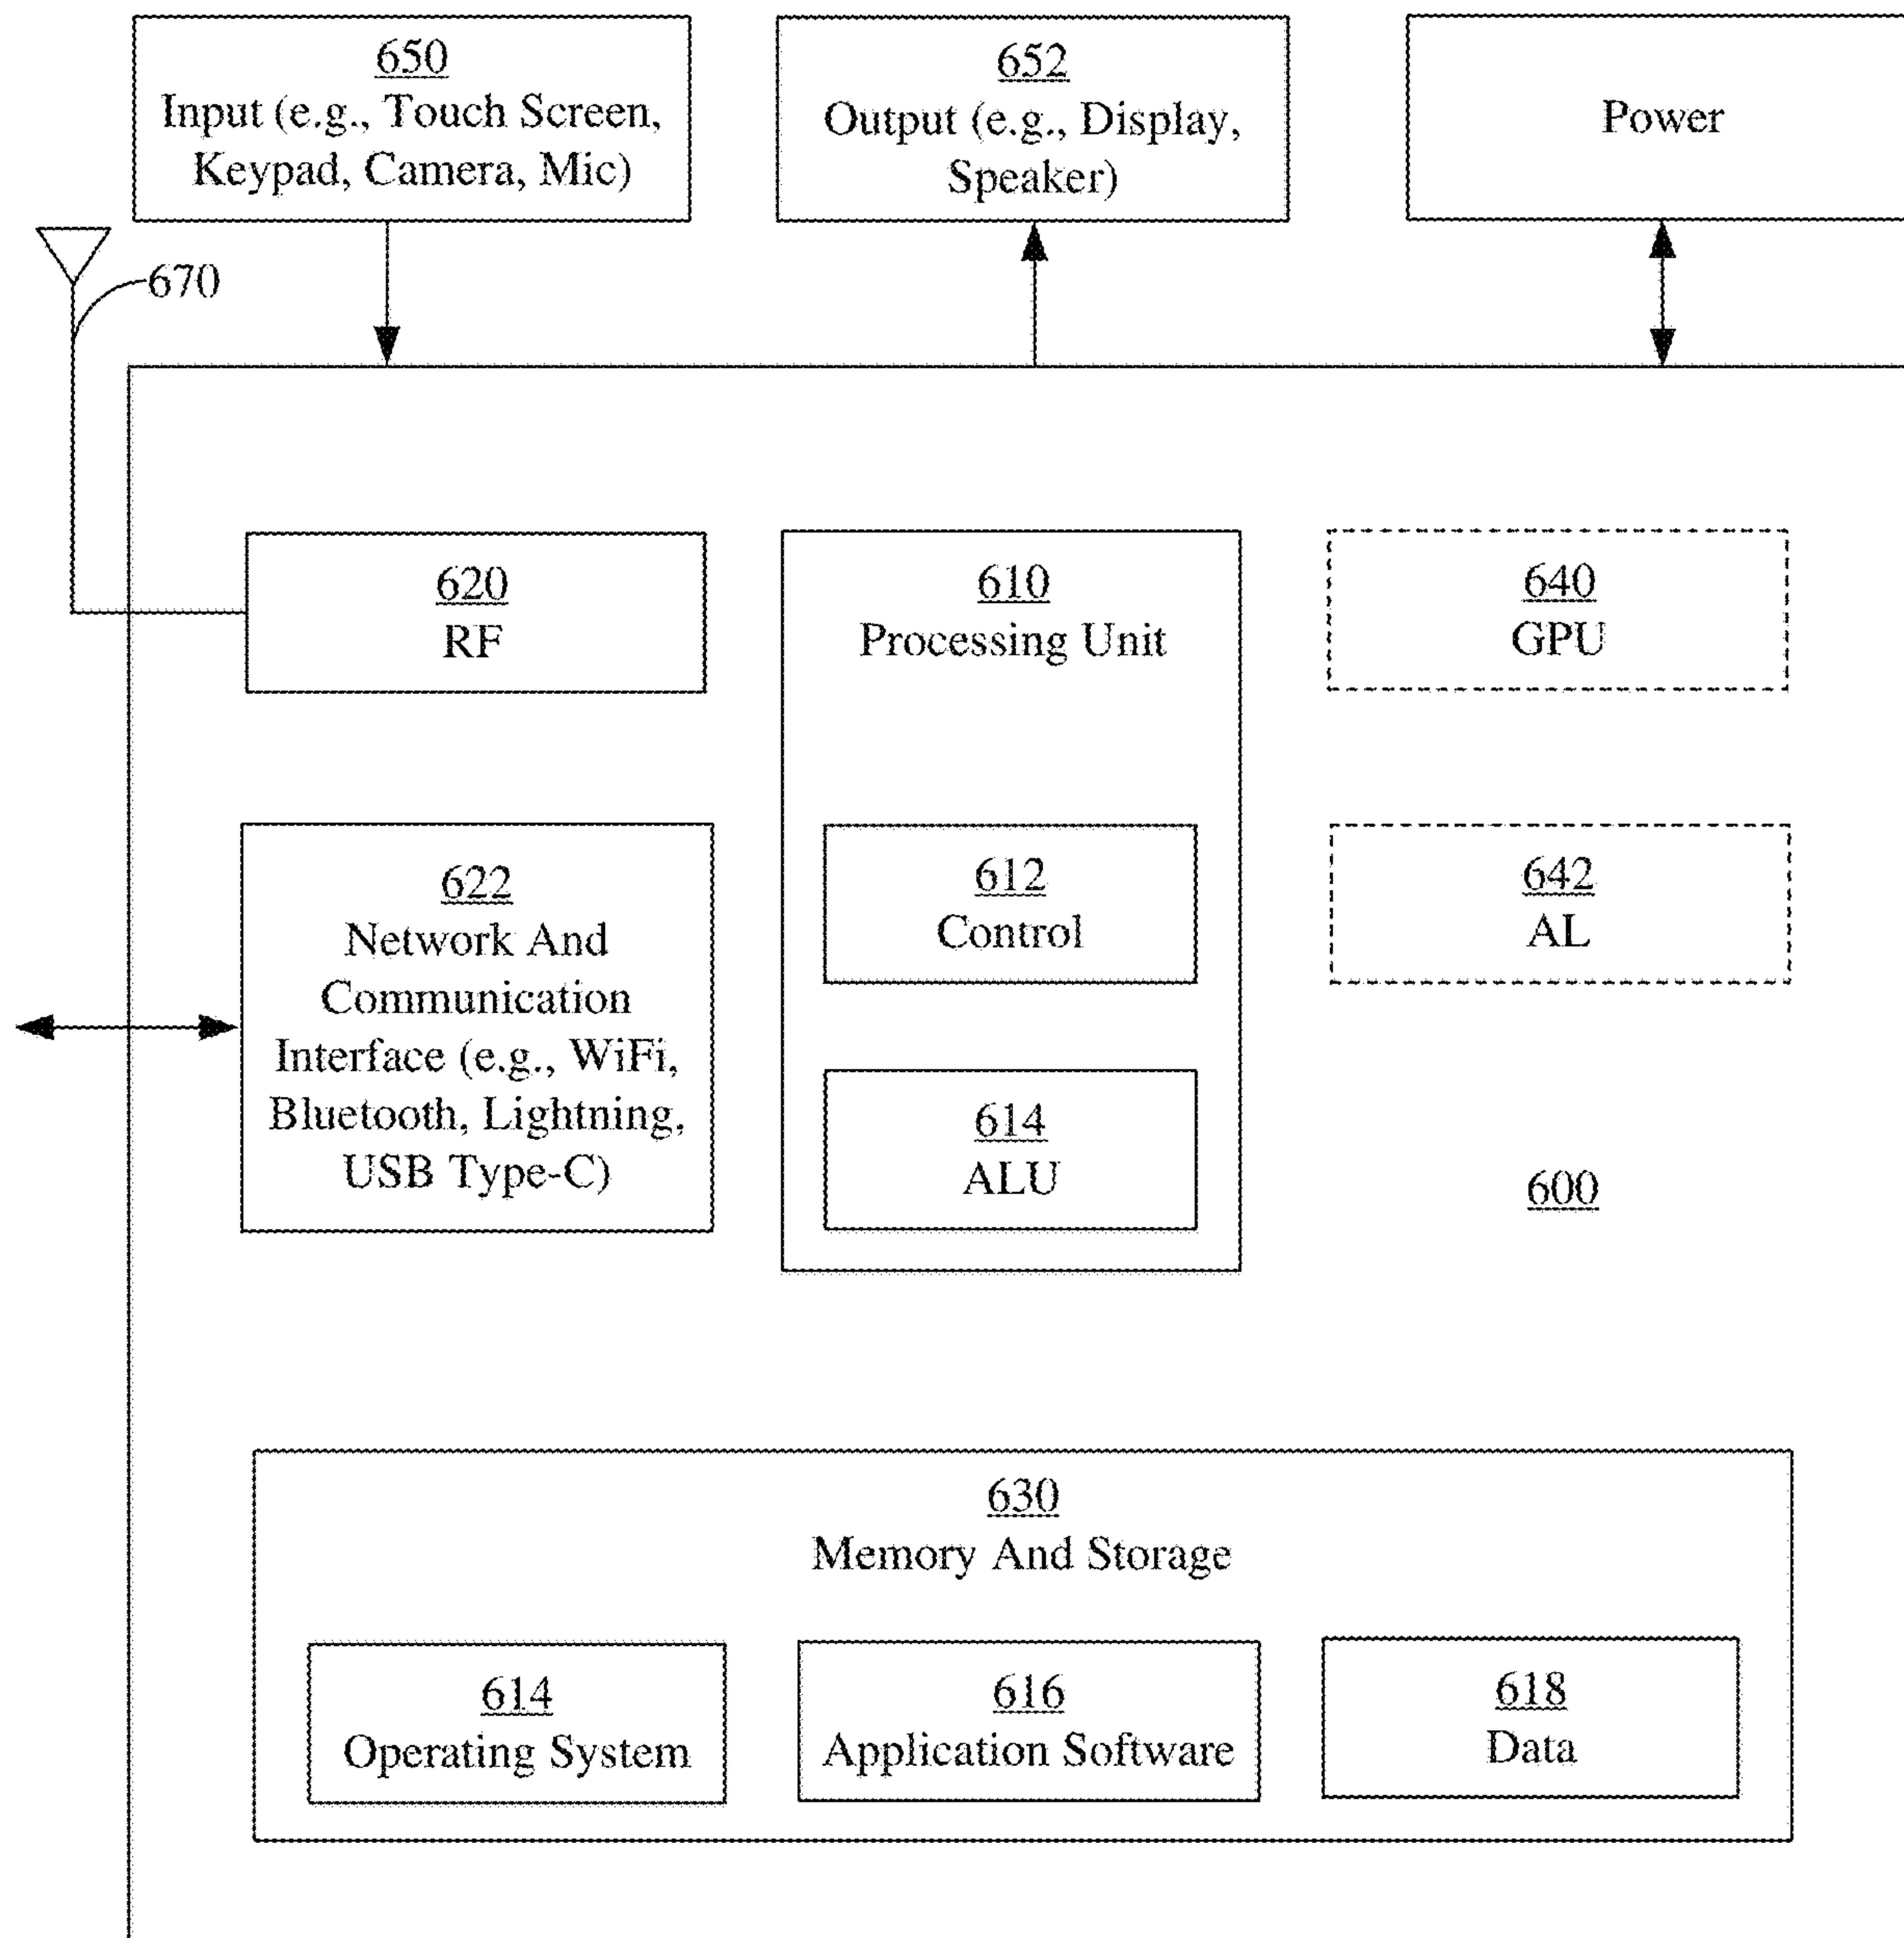 650
Input (e.g., Touch Screen,
Keypad, Camera, Mic)
652
Output (e.g., Display,
Speaker)
Power
670
620
RF
610
Processing Unit
640
GPU
622
Network And
Communication
Interface (e.g., WiFi,
Bluetooth, Lightning,
USB Type-C)
612
Control
642
AL
614
ALU
600
630
Memory And Storage
614
Operating System
616
Application Software
618
Data